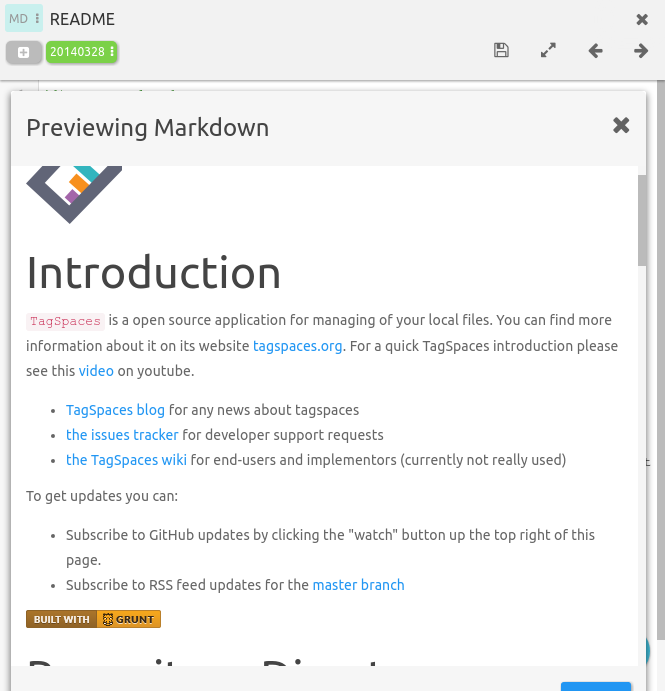 MD README
20140328
Previewing Markdown
Introduction
TagSpaces is a open source application for managing of your local files. You can find more
information about it on its website tagspaces.org. For a quick TagSpaces introduction please
see this video on youtube.
• TagSpaces blog for any news about tagspaces
• the issues tracker for developer support requests
• the TagSpaces wiki for end-users and implementors (currently not really used)
To get updates you can:
• Subscribe to GitHub updates by clicking the "watch" button up the top right of this
page.
• Subscribe to RSS feed updates for the master branch
BUILT WITH GRUNT